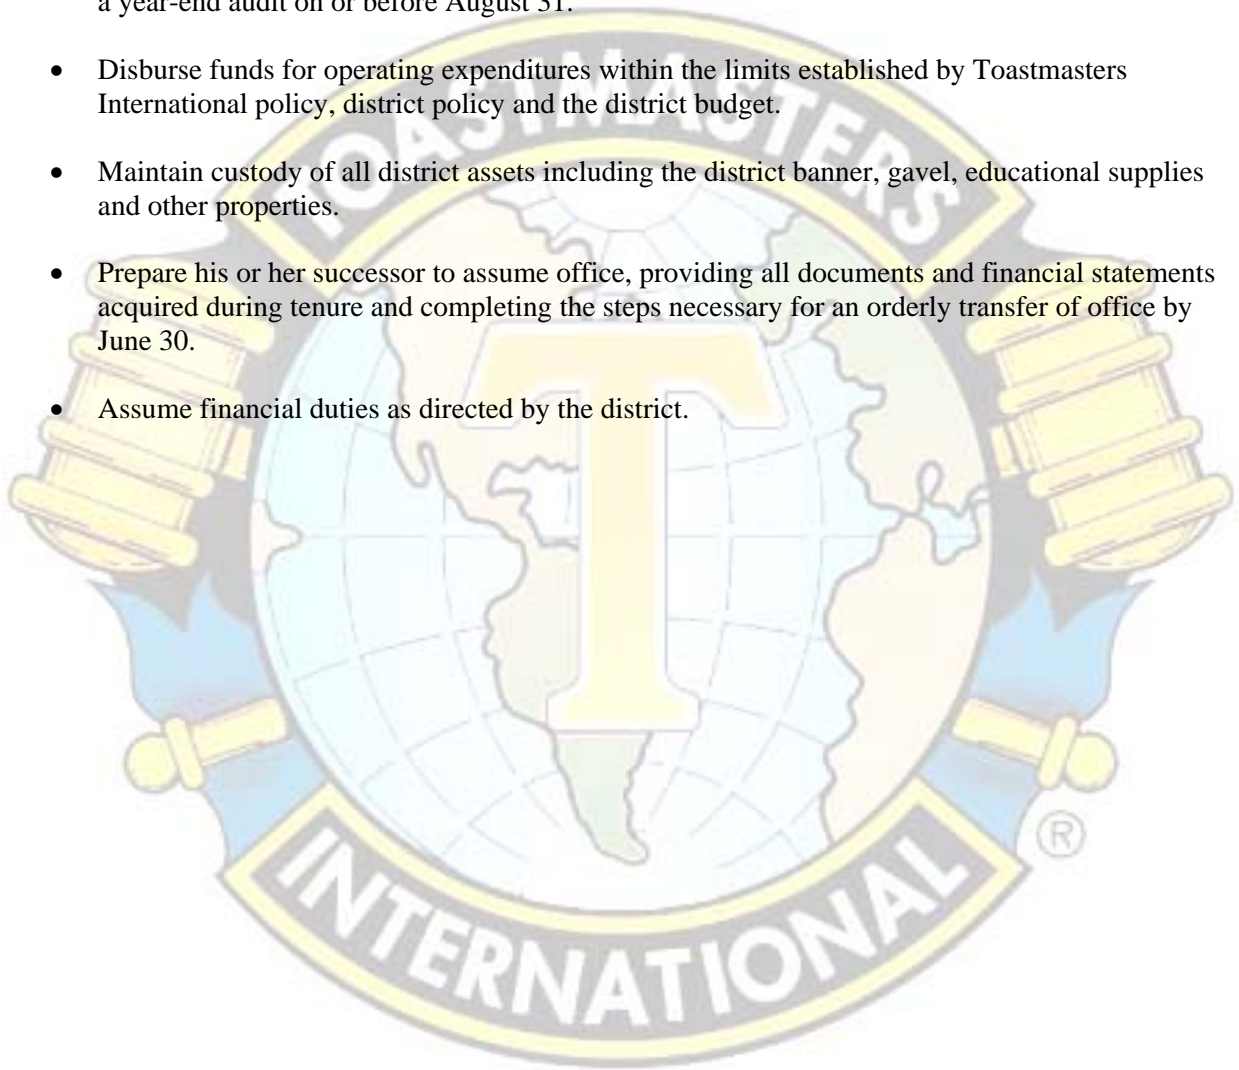 a year-end audit on or before August 31.
• Disburse funds for operating expenditures within the limits established by Toastmasters
International policy, district policy and the district budget.
• Maintain custody of all district assets including the district banner, gavel, educational supplies
and other properties.
• Prepare his or her successor to assume office, providing all documents and financial statements
acquired during tenure and completing the steps necessary for an orderly transfer of office by
June 30.
• Assume financial duties as directed by the district.
TOASTMASTERS
T
INTERNATIONAL
®